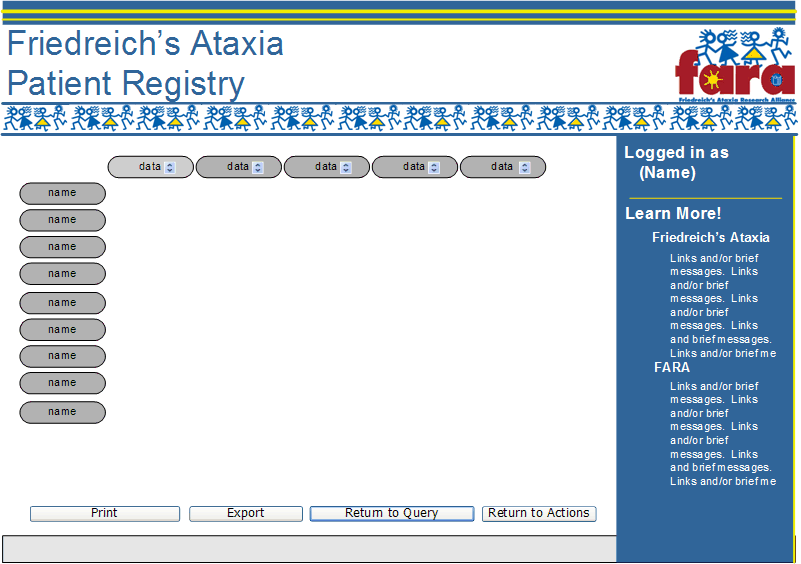 Friedreich's Ataxia
Patient Registry
fara
Friedreich's Ataxia Research Alliance
data data data data data
name
name
name
name
name
name
name
name
name
Print Export Return to Query Return to Actions
Logged in as
(Name)
Learn More!
Friedreich's Ataxia
Links and/or brief
messages. Links
and/or brief
messages. Links
and/or brief
messages. Links
and brief messages.
Links and/or brief me
FARA
Links and/or brief
messages. Links
and/or brief
messages. Links
and/or brief
messages. Links
and brief messages.
Links and/or brief me